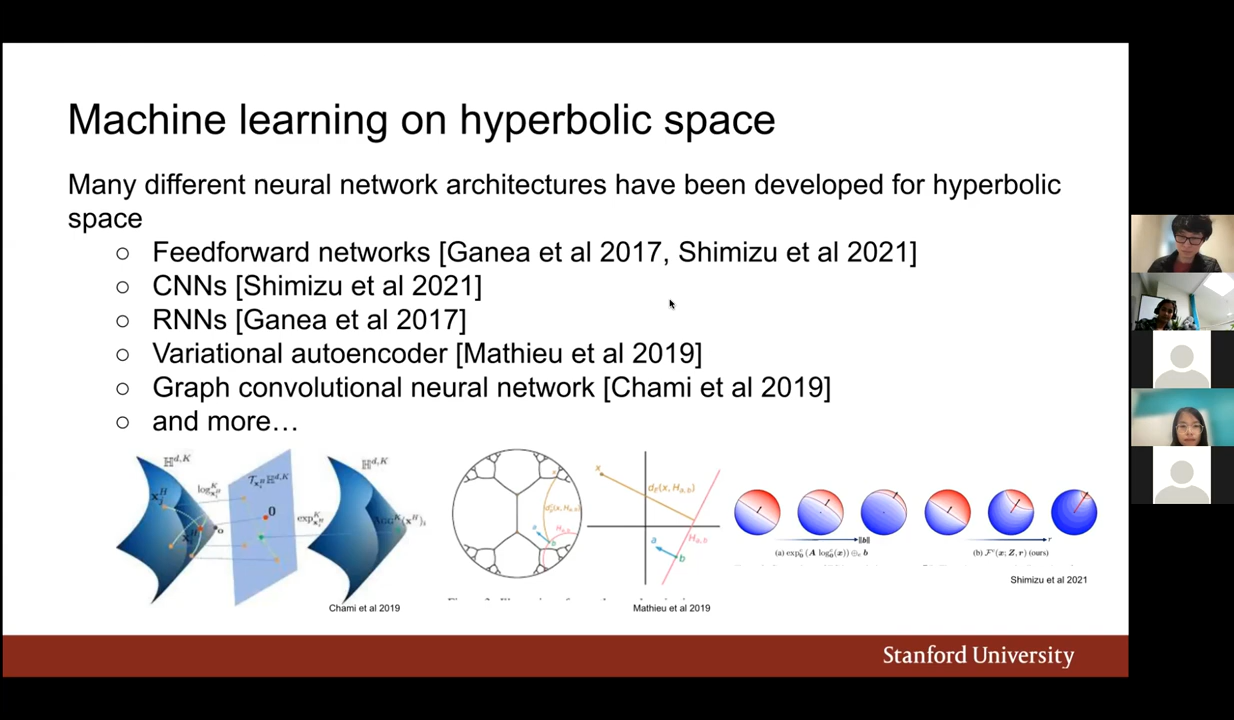 Machine learning on hyperbolic space
Many different neural network architectures have been developed for hyperbolic
space
○ Feedforward networks [Ganea et al 2017, Shimizu et al 2021]
○ CNNs [Shimizu et al 2021]
○ RNNs [Ganea et al 2017]
○ Variational autoencoder [Mathieu et al 2019]
○ Graph convolutional neural network [Chami et al 2019]
○ and more…
ℍ^{d,K}
0
ℍ^{d,K}
x
a
b
(b) (ours)
Shimizu et al 2021
Chami et al 2019
Mathieu et al 2019
Stanford University